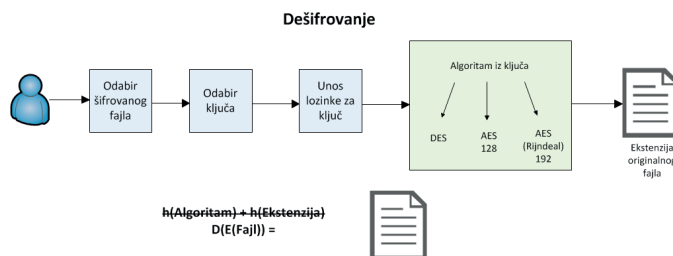 Dešifrovanje
Odabir
šifrovanog
fajla
Odabir
ključa
Unos
lozinke za
ključ
Algoritam iz ključa
DES
AES
128
AES
(Rijndeal)
192
Ekstenzija
originalnog
fajla
h(Algoritam) + h(Ekstenzija)
D(E(Fajl)) =